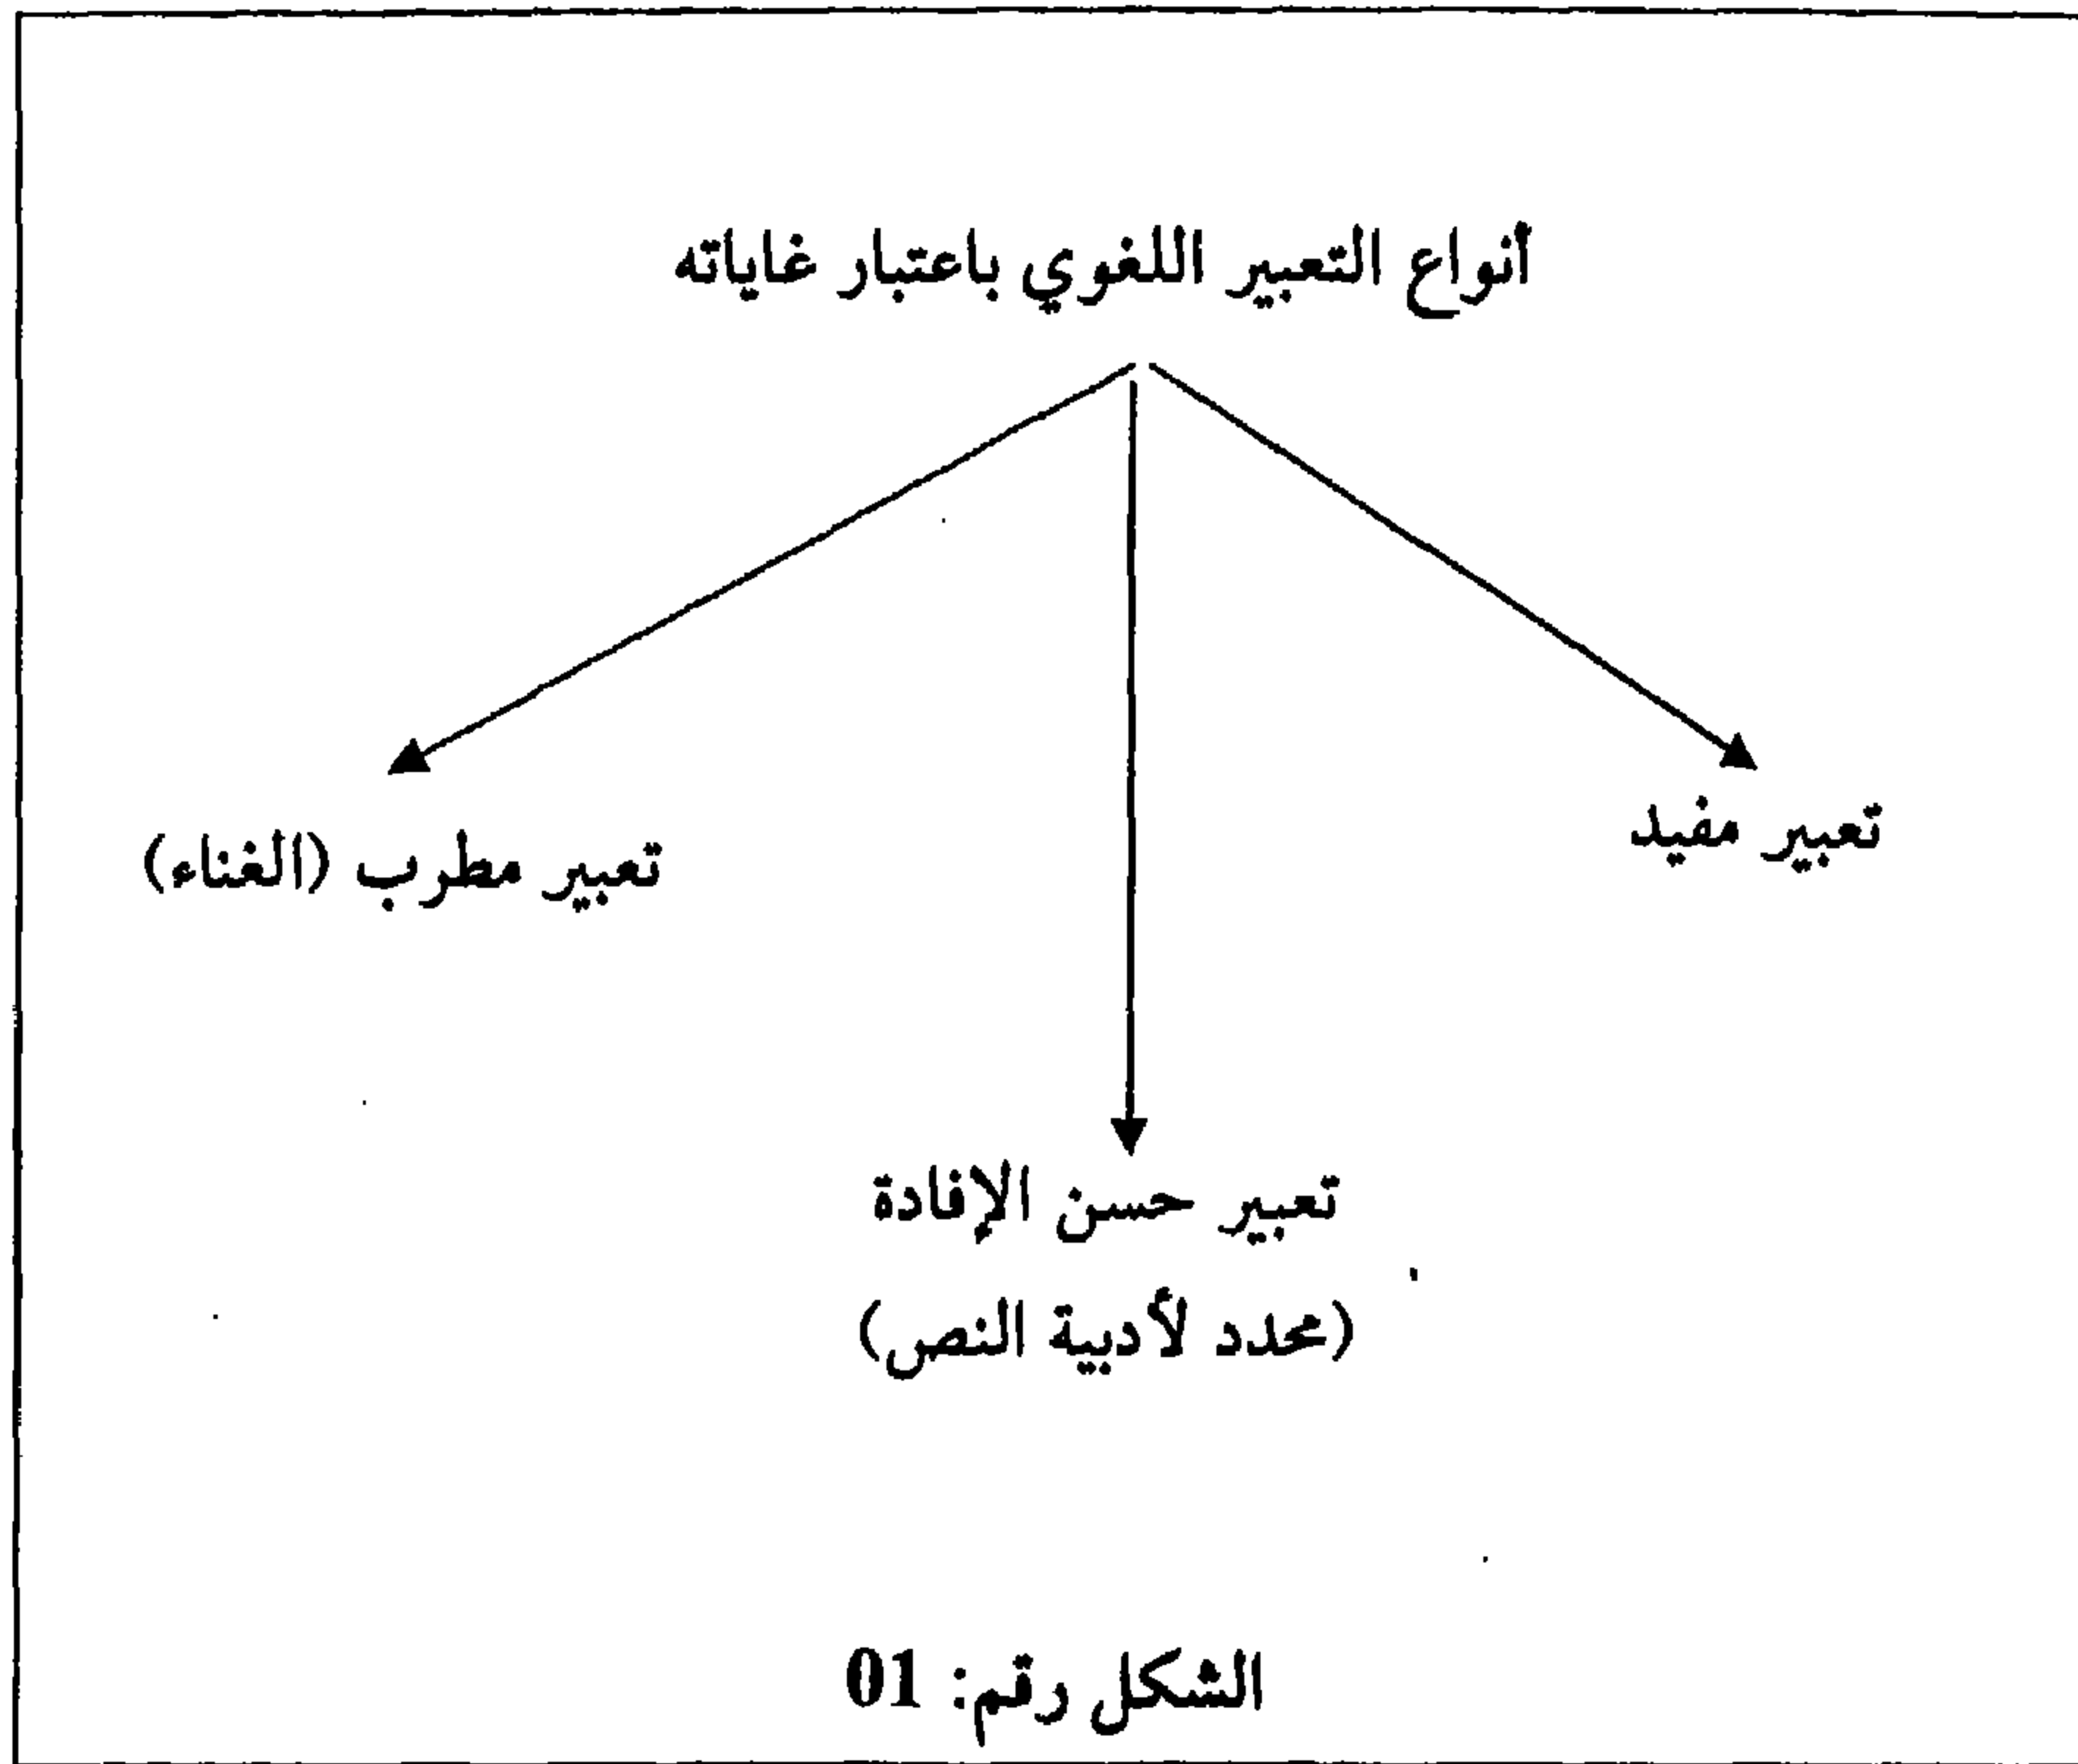 أنواع التعبير اللغوي باعتبار غاياته
تعبير مفيد
تعبير مطرب (الغناء)
تعبير حسن الإفادة
(محدد لأدبية النص)
الشكل رقم: 01